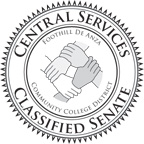 CENTRAL SERVICES
FOOTHILL DE ANZA
COMMUNITY COLLEGE DISTRICT
CLASSIFIED SENATE